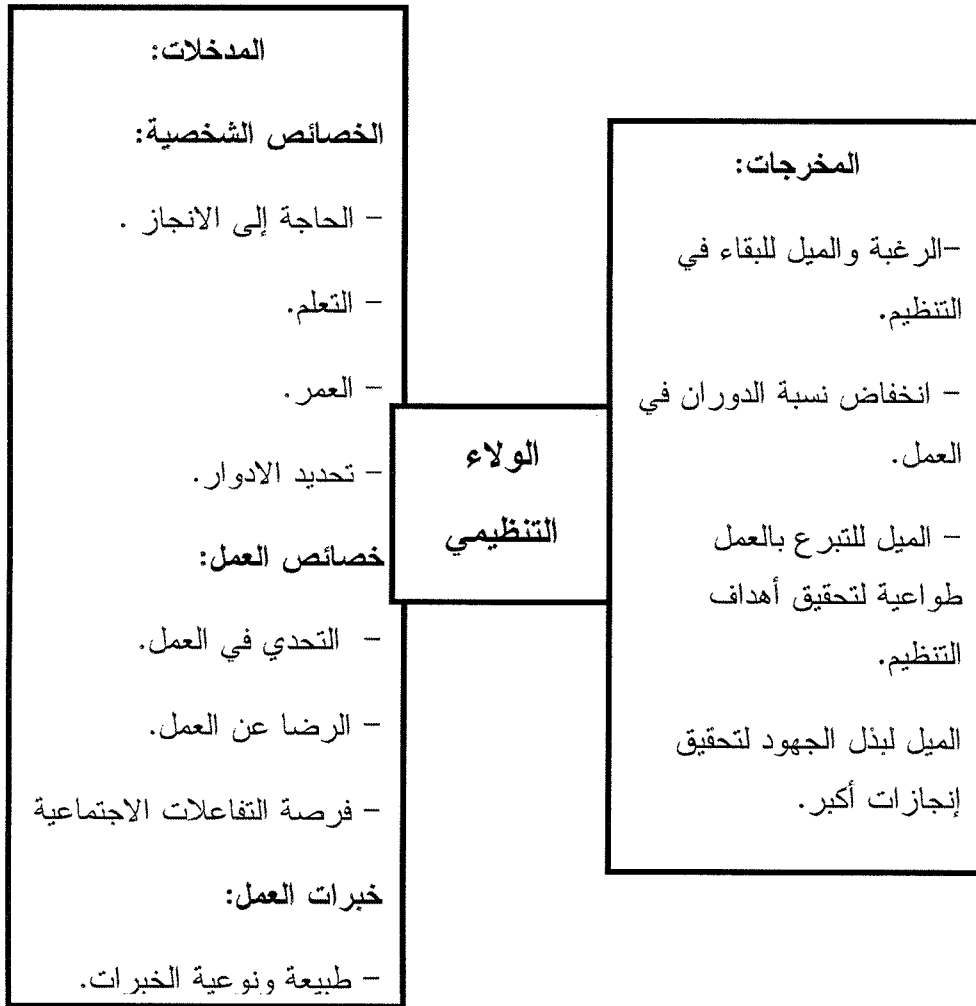 المدخلات:
الخصائص الشخصية:
- الحاجة إلى الانجاز .
- التعلم.
- العمر.
- تحديد الادوار.
خصائص العمل:
- التحدي في العمل.
- الرضا عن العمل.
- فرصة التفاعلات الاجتماعية
خبرات العمل:
- طبيعة ونوعية الخبرات.
الولاء
التنظيمي
المخرجات:
-الرغبة والميل للبقاء في
التنظيم.
- انخفاض نسبة الدوران في
العمل.
- الميل للتبرع بالعمل
طواعية لتحقيق أهداف
التنظيم.
الميل لبذل الجهود لتحقيق
إنجازات أكبر.